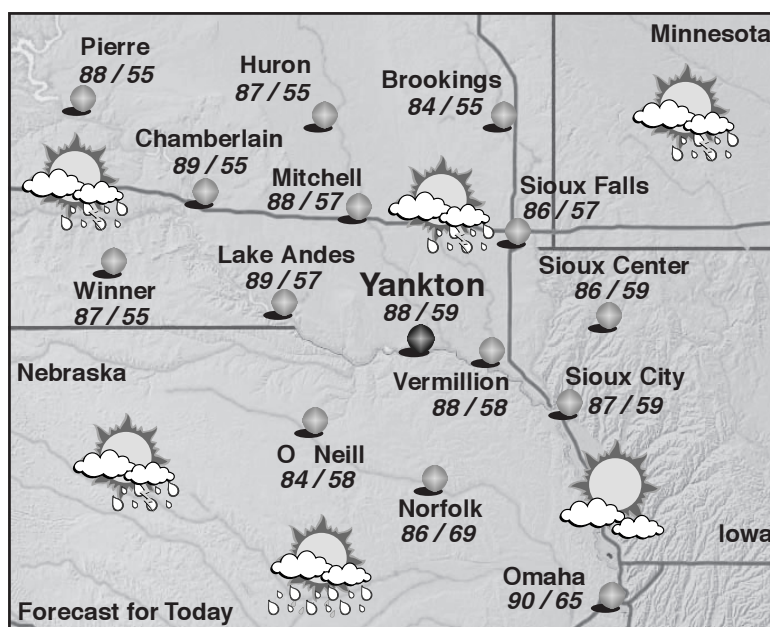 Minnesota
Pierre
88 / 55
Huron
87 / 55
Brookings
84 / 55
Chamberlain
89 / 55
Mitchell
88 / 57
Sioux Falls
86 / 57
Lake Andes
89 / 57
Yankton
88 / 59
Sioux Center
86 / 59
Winner
87 / 55
Nebraska
Vermillion
88 / 58
Sioux City
87 / 59
O Neill
84 / 58
Norfolk
86 / 69
Iowa
Omaha
90 / 65
Forecast for Today